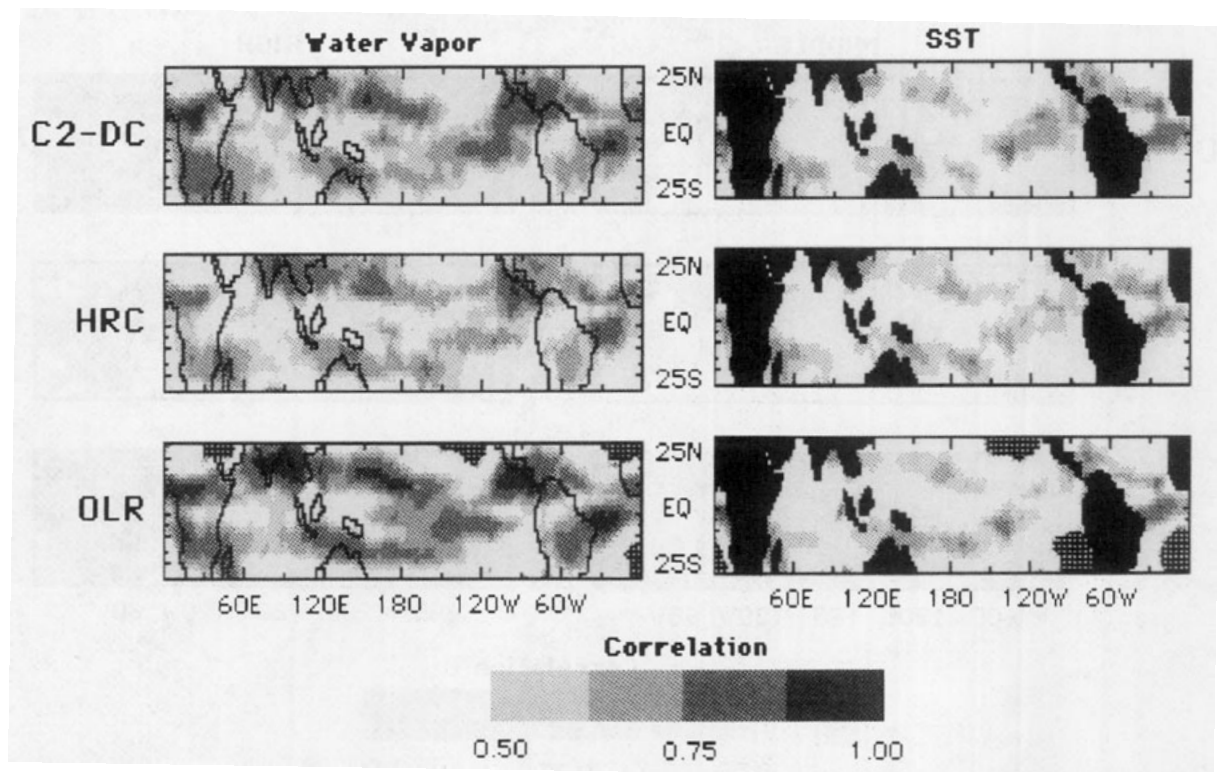 Water Vapor
SST
C2-DC
25N
EQ
25S
HRC
25N
EQ
25S
OLR
25N
EQ
25S
60E 120E 180 120W 60W
60E 120E 180 120W 60W
Correlation
0.50 0.75 1.00